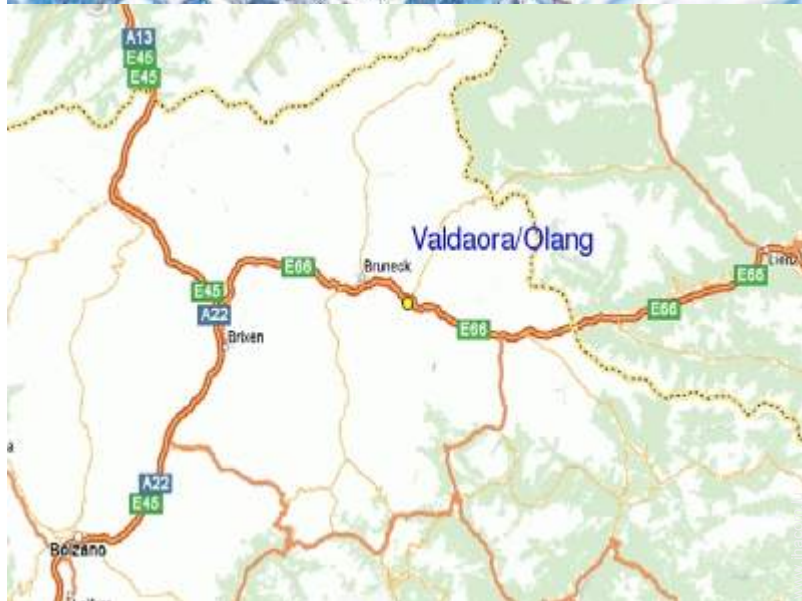 A13
E45
E45
Valdaora/Olang
E66
Bruneck
Lienz
E66
E45
A22
E66
E66
Brixen
A22
E45
Bolzano